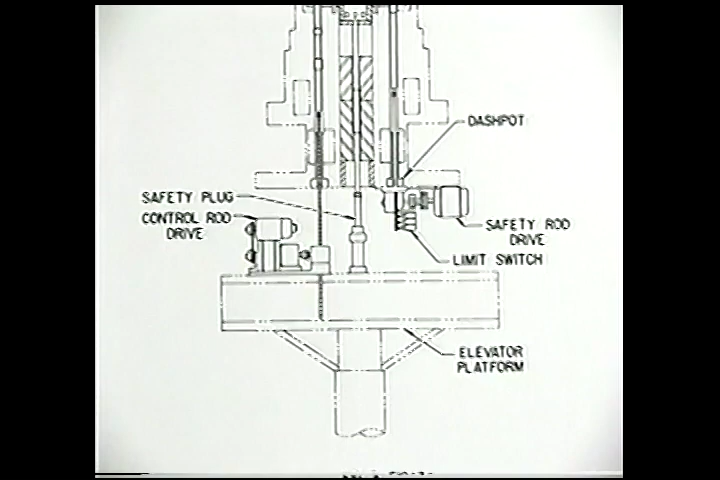 DASHPOT
SAFETY PLUG
CONTROL ROD
DRIVE
SAFETY ROD
DRIVE
LIMIT SWITCH
ELEVATOR
PLATFORM